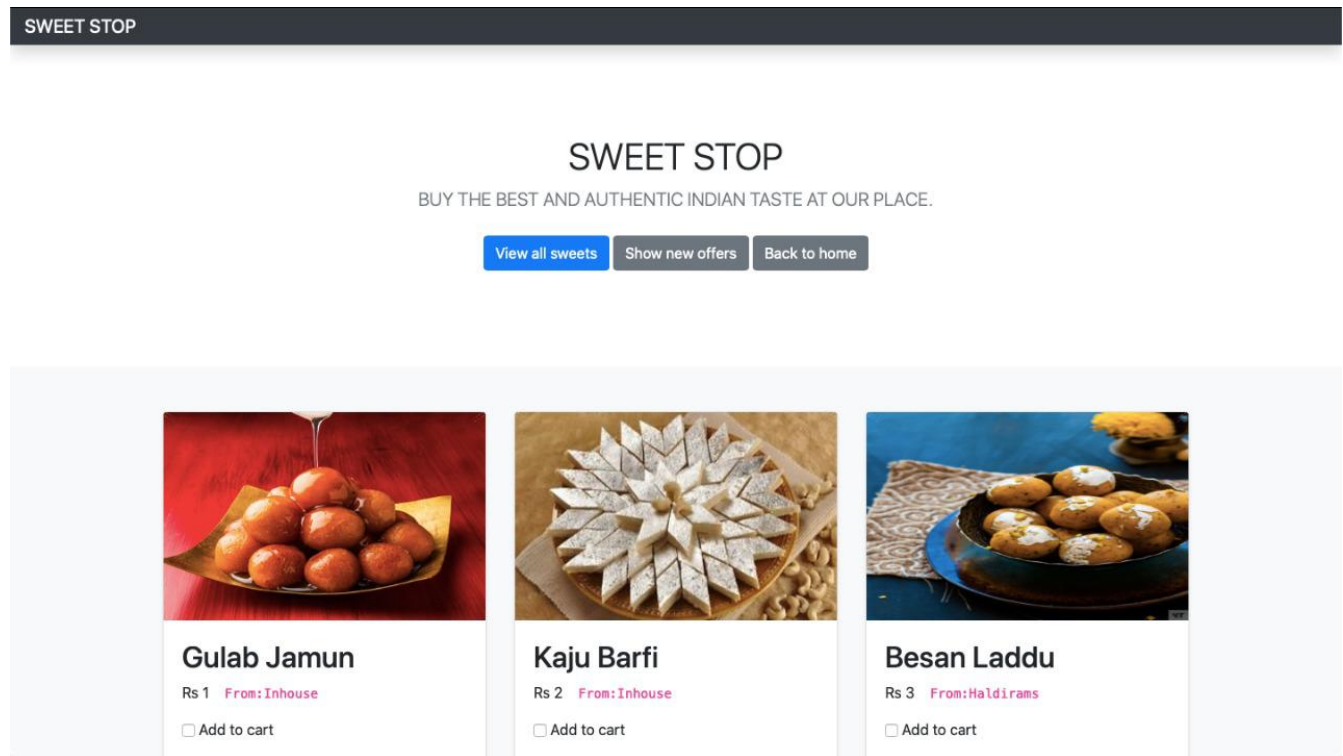 SWEET STOP
SWEET STOP
BUY THE BEST AND AUTHENTIC INDIAN TASTE AT OUR PLACE.
View all sweets Show new offers Back to home
Gulab Jamun
Rs 1 From:Inhouse
Add to cart
Kaju Barfi
Rs 2 From:Inhouse
Add to cart
Besan Laddu
Rs 3 From:Haldirams
Add to cart